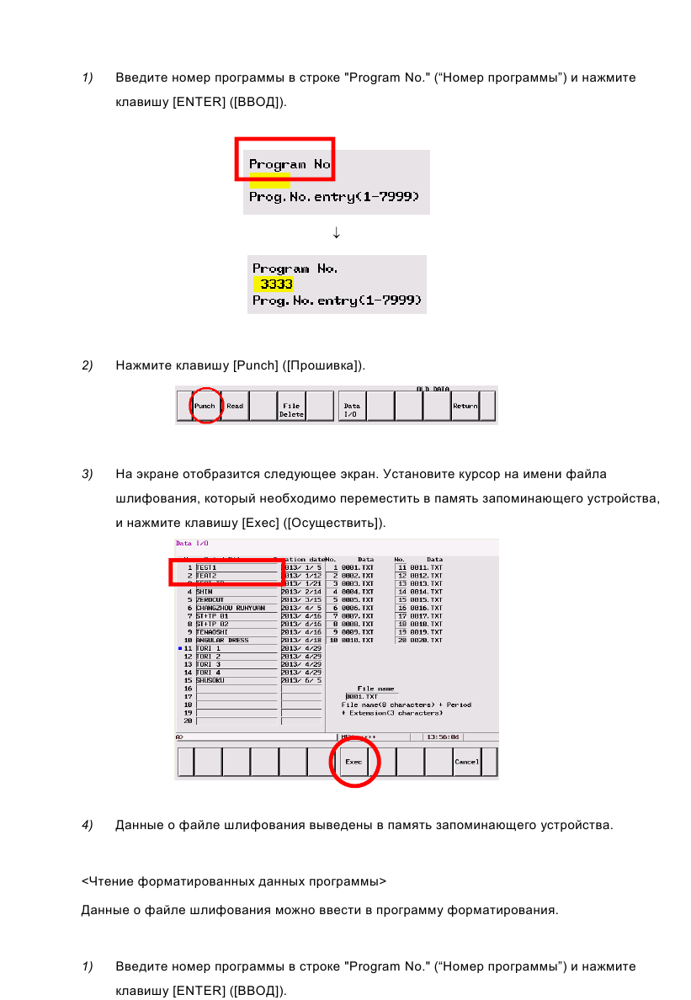 1) Введите номер программы в строке "Program No." (“Номер программы”) и нажмите
клавишу [ENTER] ([ВВОД]).
Program No
Prog.No.entry(1-7999)
↓
Program No.
3333
Prog.No.entry(1-7999)
2) Нажмите клавишу [Punch] ([Прошивка]).
OLD DATA
Punch Read File Delete Data I/O Return
3) На экране отобразится следующее экран. Установите курсор на имени файла
шлифования, который необходимо переместить в память запоминающего устройства,
и нажмите клавишу [Exec] ([Осуществить]).
Data I/O
date No. Data No. Data
1 TEST1 2013/ 1/ 5 1 0001.TXT 11 0011.TXT
2 TEAT2 2013/ 1/12 2 0002.TXT 12 0012.TXT
2013/ 1/21 3 0003.TXT 13 0013.TXT
4 SHIN 2013/ 2/14 4 0004.TXT 14 0014.TXT
5 ZEROCUT 2013/ 3/15 5 0005.TXT 15 0015.TXT
6 CHANGZHOU RUNYUAN 2013/ 4/ 5 6 0006.TXT 16 0016.TXT
7 ST+TP 01 2013/ 4/16 7 0007.TXT 17 0017.TXT
8 ST+TP 02 2013/ 4/16 8 0008.TXT 18 0018.TXT
9 TENAOSHI 2013/ 4/16 9 0009.TXT 19 0019.TXT
10 ANGULAR DRESS 2013/ 4/18 10 0010.TXT 20 0020.TXT
11 TORI 1 2013/ 4/29
12 TORI 2 2013/ 4/29
13 TORI 3 2013/ 4/29
14 TORI 4 2013/ 4/29
15 SHUSOKU 2013/ 6/ 5
16 File name
17 0001.TXT
18 File name(8 characters) + Period
19 + Extension(3 characters)
20
A> 13:56:04
Exec Cancel
4) Данные о файле шлифования выведены в память запоминающего устройства.
<Чтение форматированных данных программы>
Данные о файле шлифования можно ввести в программу форматирования.
1) Введите номер программы в строке "Program No." (“Номер программы”) и нажмите
клавишу [ENTER] ([ВВОД]).